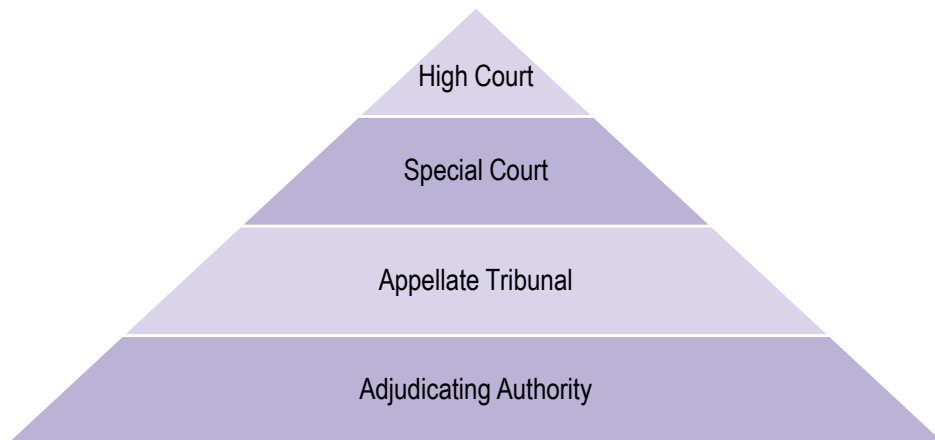 High Court
Special Court
Appellate Tribunal
Adjudicating Authority